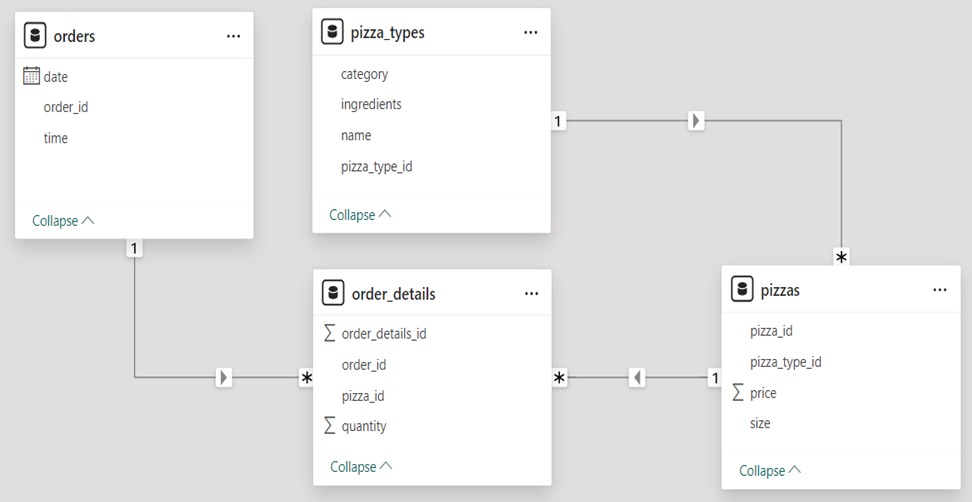 orders
date
order_id
time
Collapse
1
pizza_types
category
ingredients
name
pizza_type_id
Collapse
1
*
order_details
order_details_id
order_id
pizza_id
quantity
Collapse
*
*
1
pizzas
pizza_id
pizza_type_id
price
size
Collapse